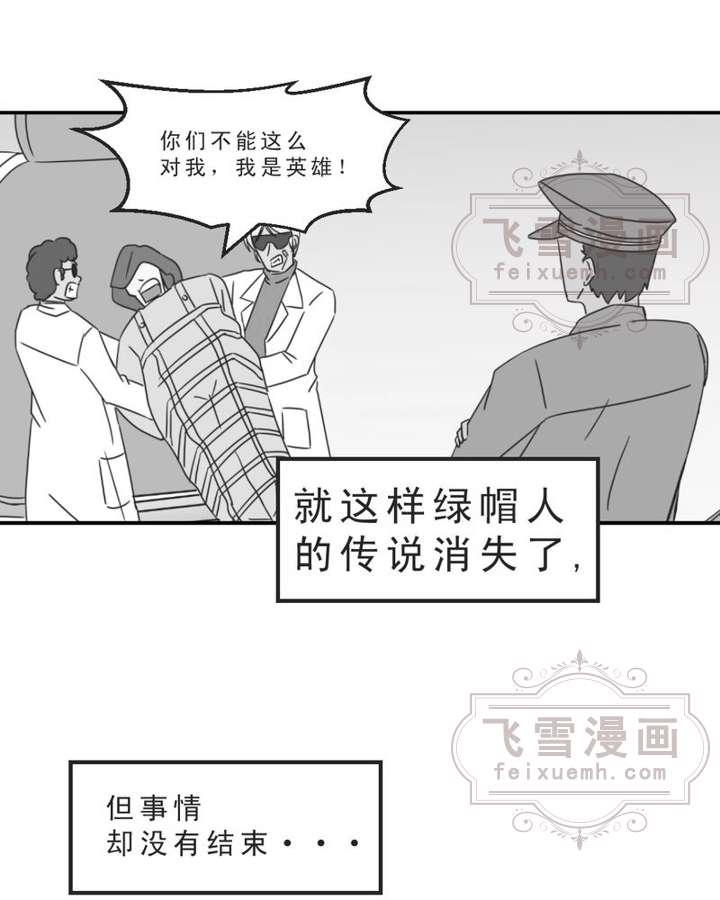 你们不能这么
对我，我是英雄！
飞雪漫画
feixuemh.com
就这样绿帽人
的传说消失了,
飞雪漫画
feixuemh.com
但事情
却没有结束···